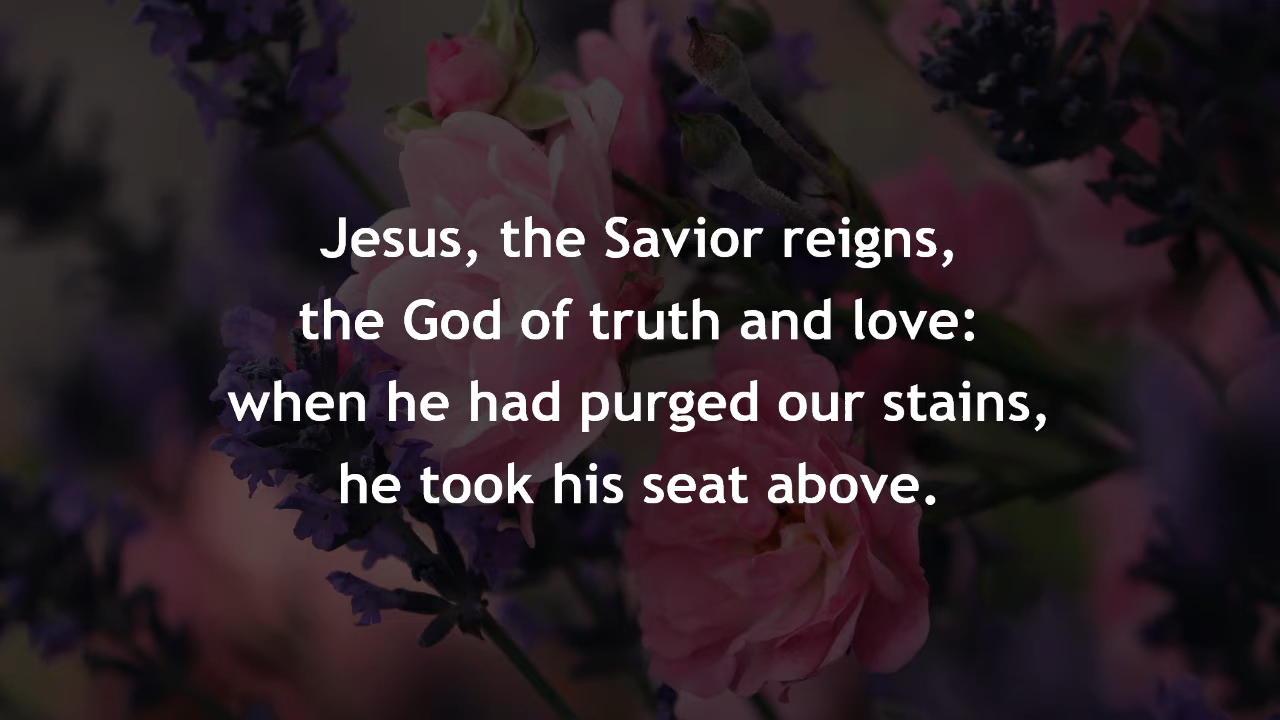 Jesus, the Savior reigns,
the God of truth and love:
when he had purged our stains,
he took his seat above.